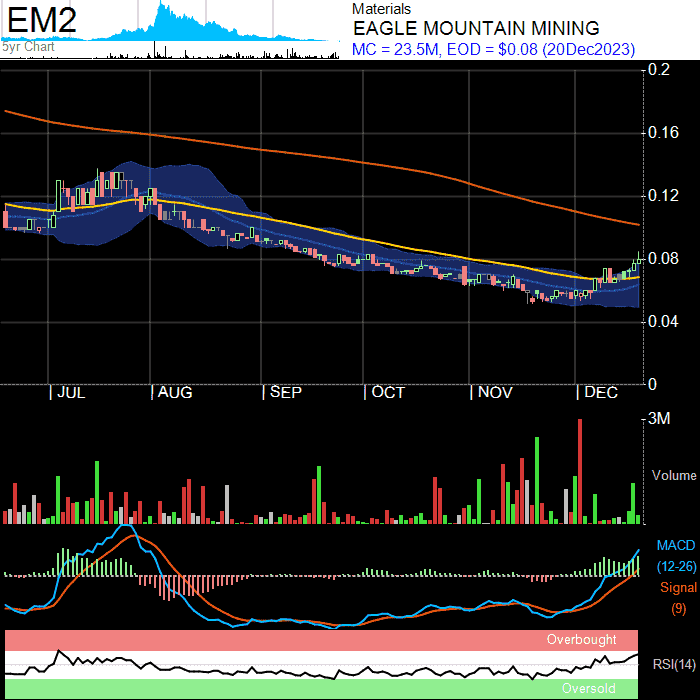 EM2
5yr Chart
Materials
EAGLE MOUNTAIN MINING
MC = 23.5M, EOD = $0.08 (20Dec2023)
0.2
0.16
0.12
0.08
0.04
0
| JUL | AUG | SEP | OCT | NOV | DEC
3M
Volume
MACD
(12-26)
Signal
(9)
Overbought
RSI(14)
Oversold